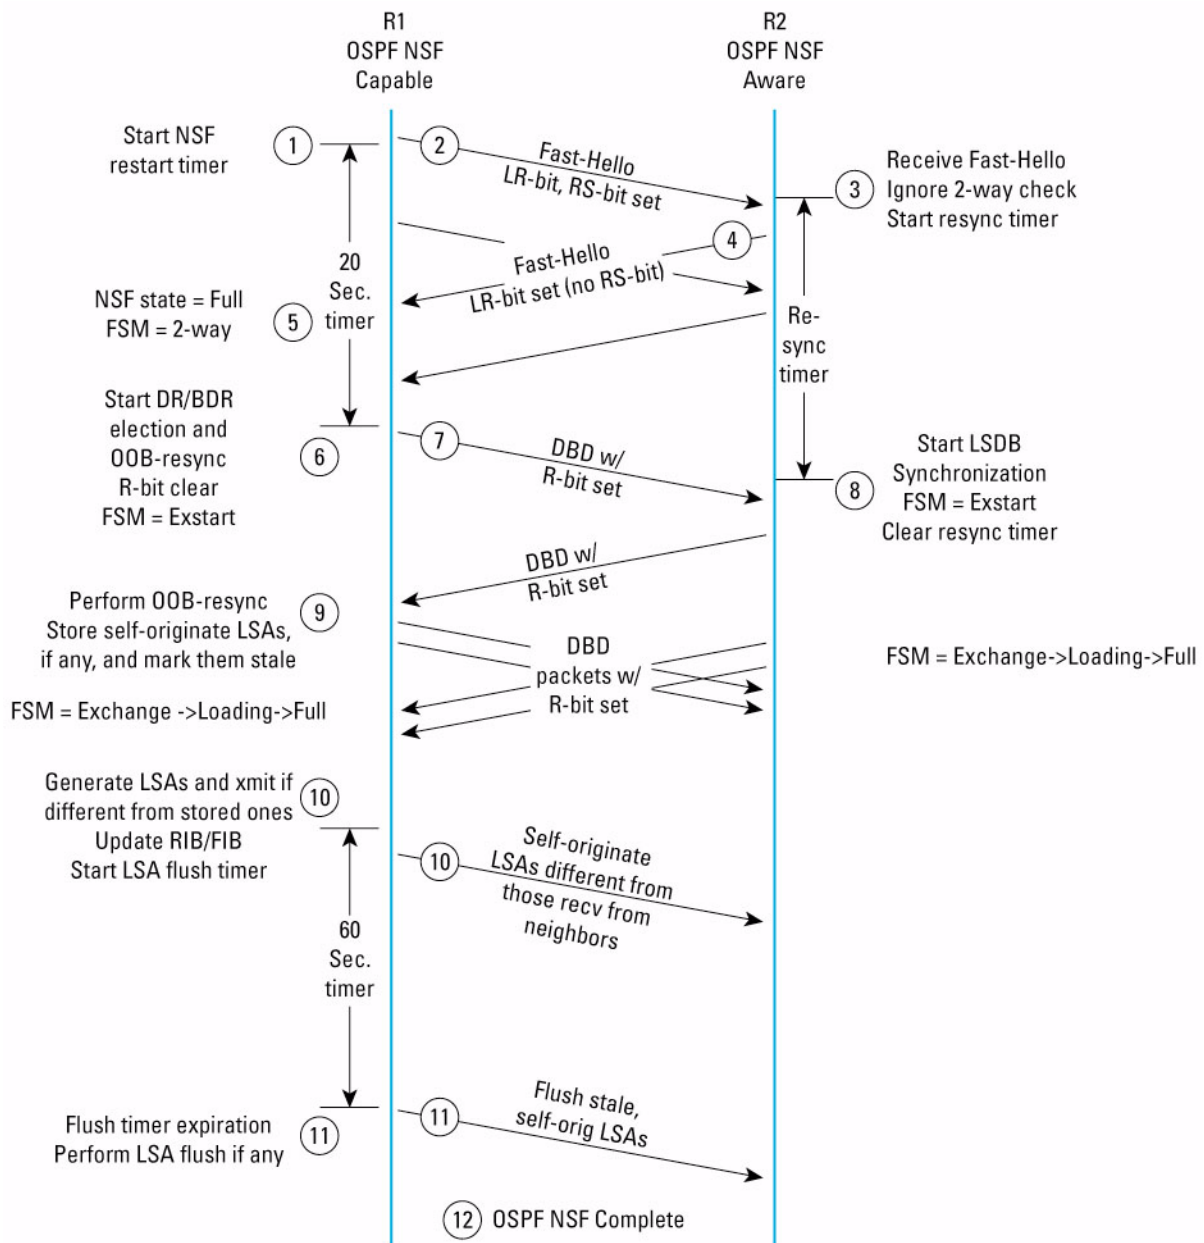 R1
OSPF NSF
Capable
R2
OSPF NSF
Aware
Start NSF
restart timer
1
2
Fast-Hello
LR-bit, RS-bit set
3
Receive Fast-Hello
Ignore 2-way check
Start resync timer
4
Fast-Hello
LR-bit set (no RS-bit)
20
Sec.
timer
NSF state = Full
FSM = 2-way
5
Re-
sync
timer
Start DR/BDR
election and
OOB-resync
R-bit clear
FSM = Exstart
6
7
DBD w/
R-bit set
8
Start LSDB
Synchronization
FSM = Exstart
Clear resync timer
DBD w/
R-bit set
Perform OOB-resync
Store self-originate LSAs,
if any, and mark them stale
9
DBD
packets w/
R-bit set
FSM = Exchange->Loading->Full
FSM = Exchange ->Loading->Full
Generate LSAs and xmit if
different from stored ones
Update RIB/FIB
Start LSA flush timer
10
10
Self-originate
LSAs different from
those recv from
neighbors
60
Sec.
timer
Flush timer expiration
Perform LSA flush if any
11
11
Flush stale,
self-orig LSAs
12 OSPF NSF Complete